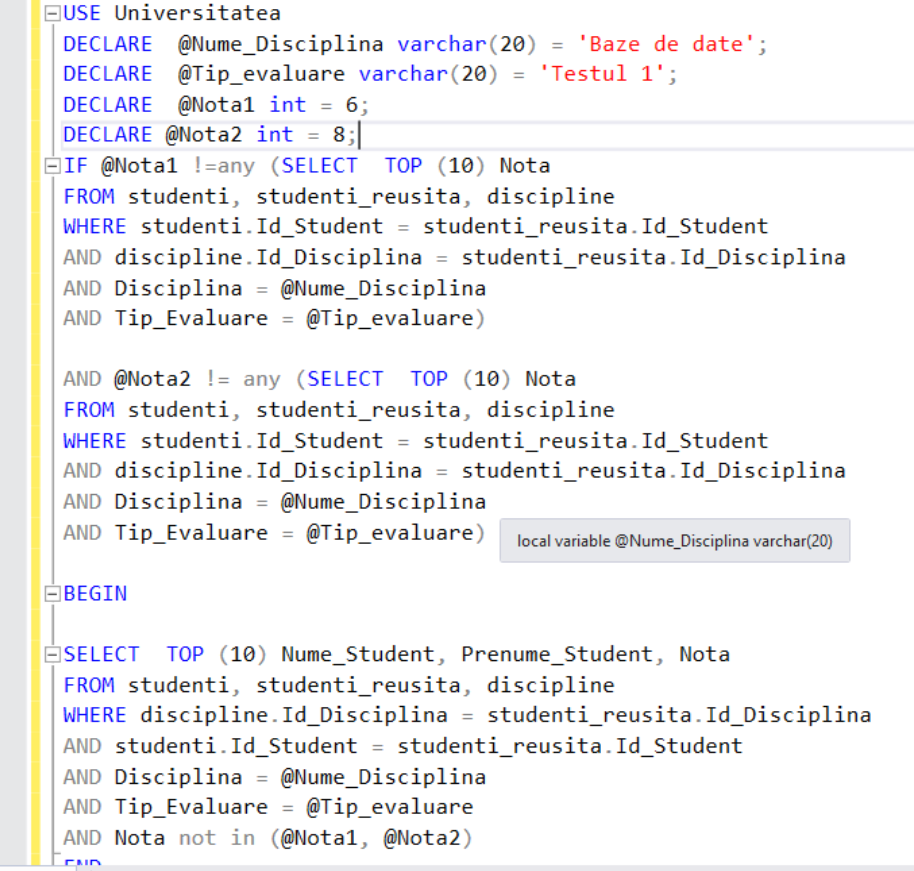 USE Universitatea
DECLARE  @Nume_Disciplina varchar(20) = 'Baze de date';
DECLARE  @Tip_evaluare varchar(20) = 'Testul 1';
DECLARE  @Nota1 int = 6;
DECLARE @Nota2 int = 8;
IF @Nota1 !=any (SELECT  TOP (10) Nota
FROM studenti, studenti_reusita, discipline
WHERE studenti.Id_Student = studenti_reusita.Id_Student
AND discipline.Id_Disciplina = studenti_reusita.Id_Disciplina
AND Disciplina = @Nume_Disciplina
AND Tip_Evaluare = @Tip_evaluare)
AND @Nota2 != any (SELECT  TOP (10) Nota
FROM studenti, studenti_reusita, discipline
WHERE studenti.Id_Student = studenti_reusita.Id_Student
AND discipline.Id_Disciplina = studenti_reusita.Id_Disciplina
AND Disciplina = @Nume_Disciplina
AND Tip_Evaluare = @Tip_evaluare)
local variable @Nume_Disciplina varchar(20)
BEGIN
SELECT  TOP (10) Nume_Student, Prenume_Student, Nota
FROM studenti, studenti_reusita, discipline
WHERE discipline.Id_Disciplina = studenti_reusita.Id_Disciplina
AND studenti.Id_Student = studenti_reusita.Id_Student
AND Disciplina = @Nume_Disciplina
AND Tip_Evaluare = @Tip_evaluare
AND Nota not in (@Nota1, @Nota2)
END